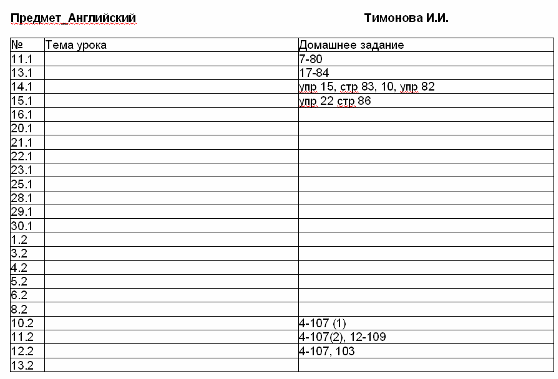 Предмет_Английский Тимонова И.И.
№ Тема урока Домашнее задание
11.1 7-80
13.1 17-84
14.1 упр 15, стр 83, 10, упр 82
15.1 упр 22 стр 86
16.1
20.1
21.1
22.1
23.1
25.1
28.1
29.1
30.1
1.2
3.2
4.2
5.2
6.2
8.2
10.2 4-107 (1)
11.2 4-107(2), 12-109
12.2 4-107, 103
13.2